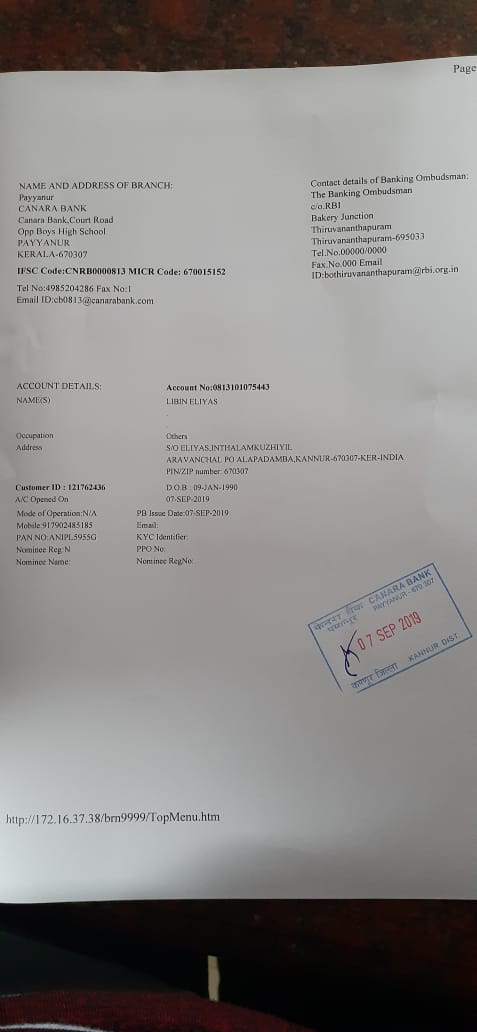 Page
NAME AND ADDRESS OF BRANCH:
Payyanur
CANARA BANK
Canara Bank,Court Road
Opp Boys High School
PAYYANUR
KERALA-670307
IFSC Code:CNRB0000813 MICR Code: 670015152
Tel No:4985204286 Fax No:1
Email ID:cb0813@canarabank.com
Contact details of Banking Ombudsman:
The Banking Ombudsman
c/o.RBI
Bakery Junction
Thiruvananthapuram
Thiruvananthapuram-695033
Tel.No.00000/0000
Fax.No.000 Email
ID:bothiruvananthapuram@rbi.org.in
ACCOUNT DETAILS: Account No:0813101075443
NAME(S) LIBIN ELIYAS
Occupation Others
Address S/O ELIYAS,INTHALAMKUZHIYIL
ARAVANCHAL PO ALAPADAMBA,KANNUR-670307-KER-INDIA
PIN/ZIP number: 670307
Customer ID : 121762436 D.O.B : 09-JAN-1990
A/C Opened On 07-SEP-2019
Mode of Operation:N/A PB Issue Date:07-SEP-2019
Mobile:917902485185 Email:
PAN NO:ANIPL5955G KYC Identifier:
Nominee Reg:N PPO No:
Nominee Name: Nominee RegNo:
केनरा बैंक CANARA BANK
पय्यनूर PAYYANUR - 670 307
07 SEP 2019
कण्णूर जिल्ला KANNUR DIST.
http://172.16.37.38/brn9999/TopMenu.htm